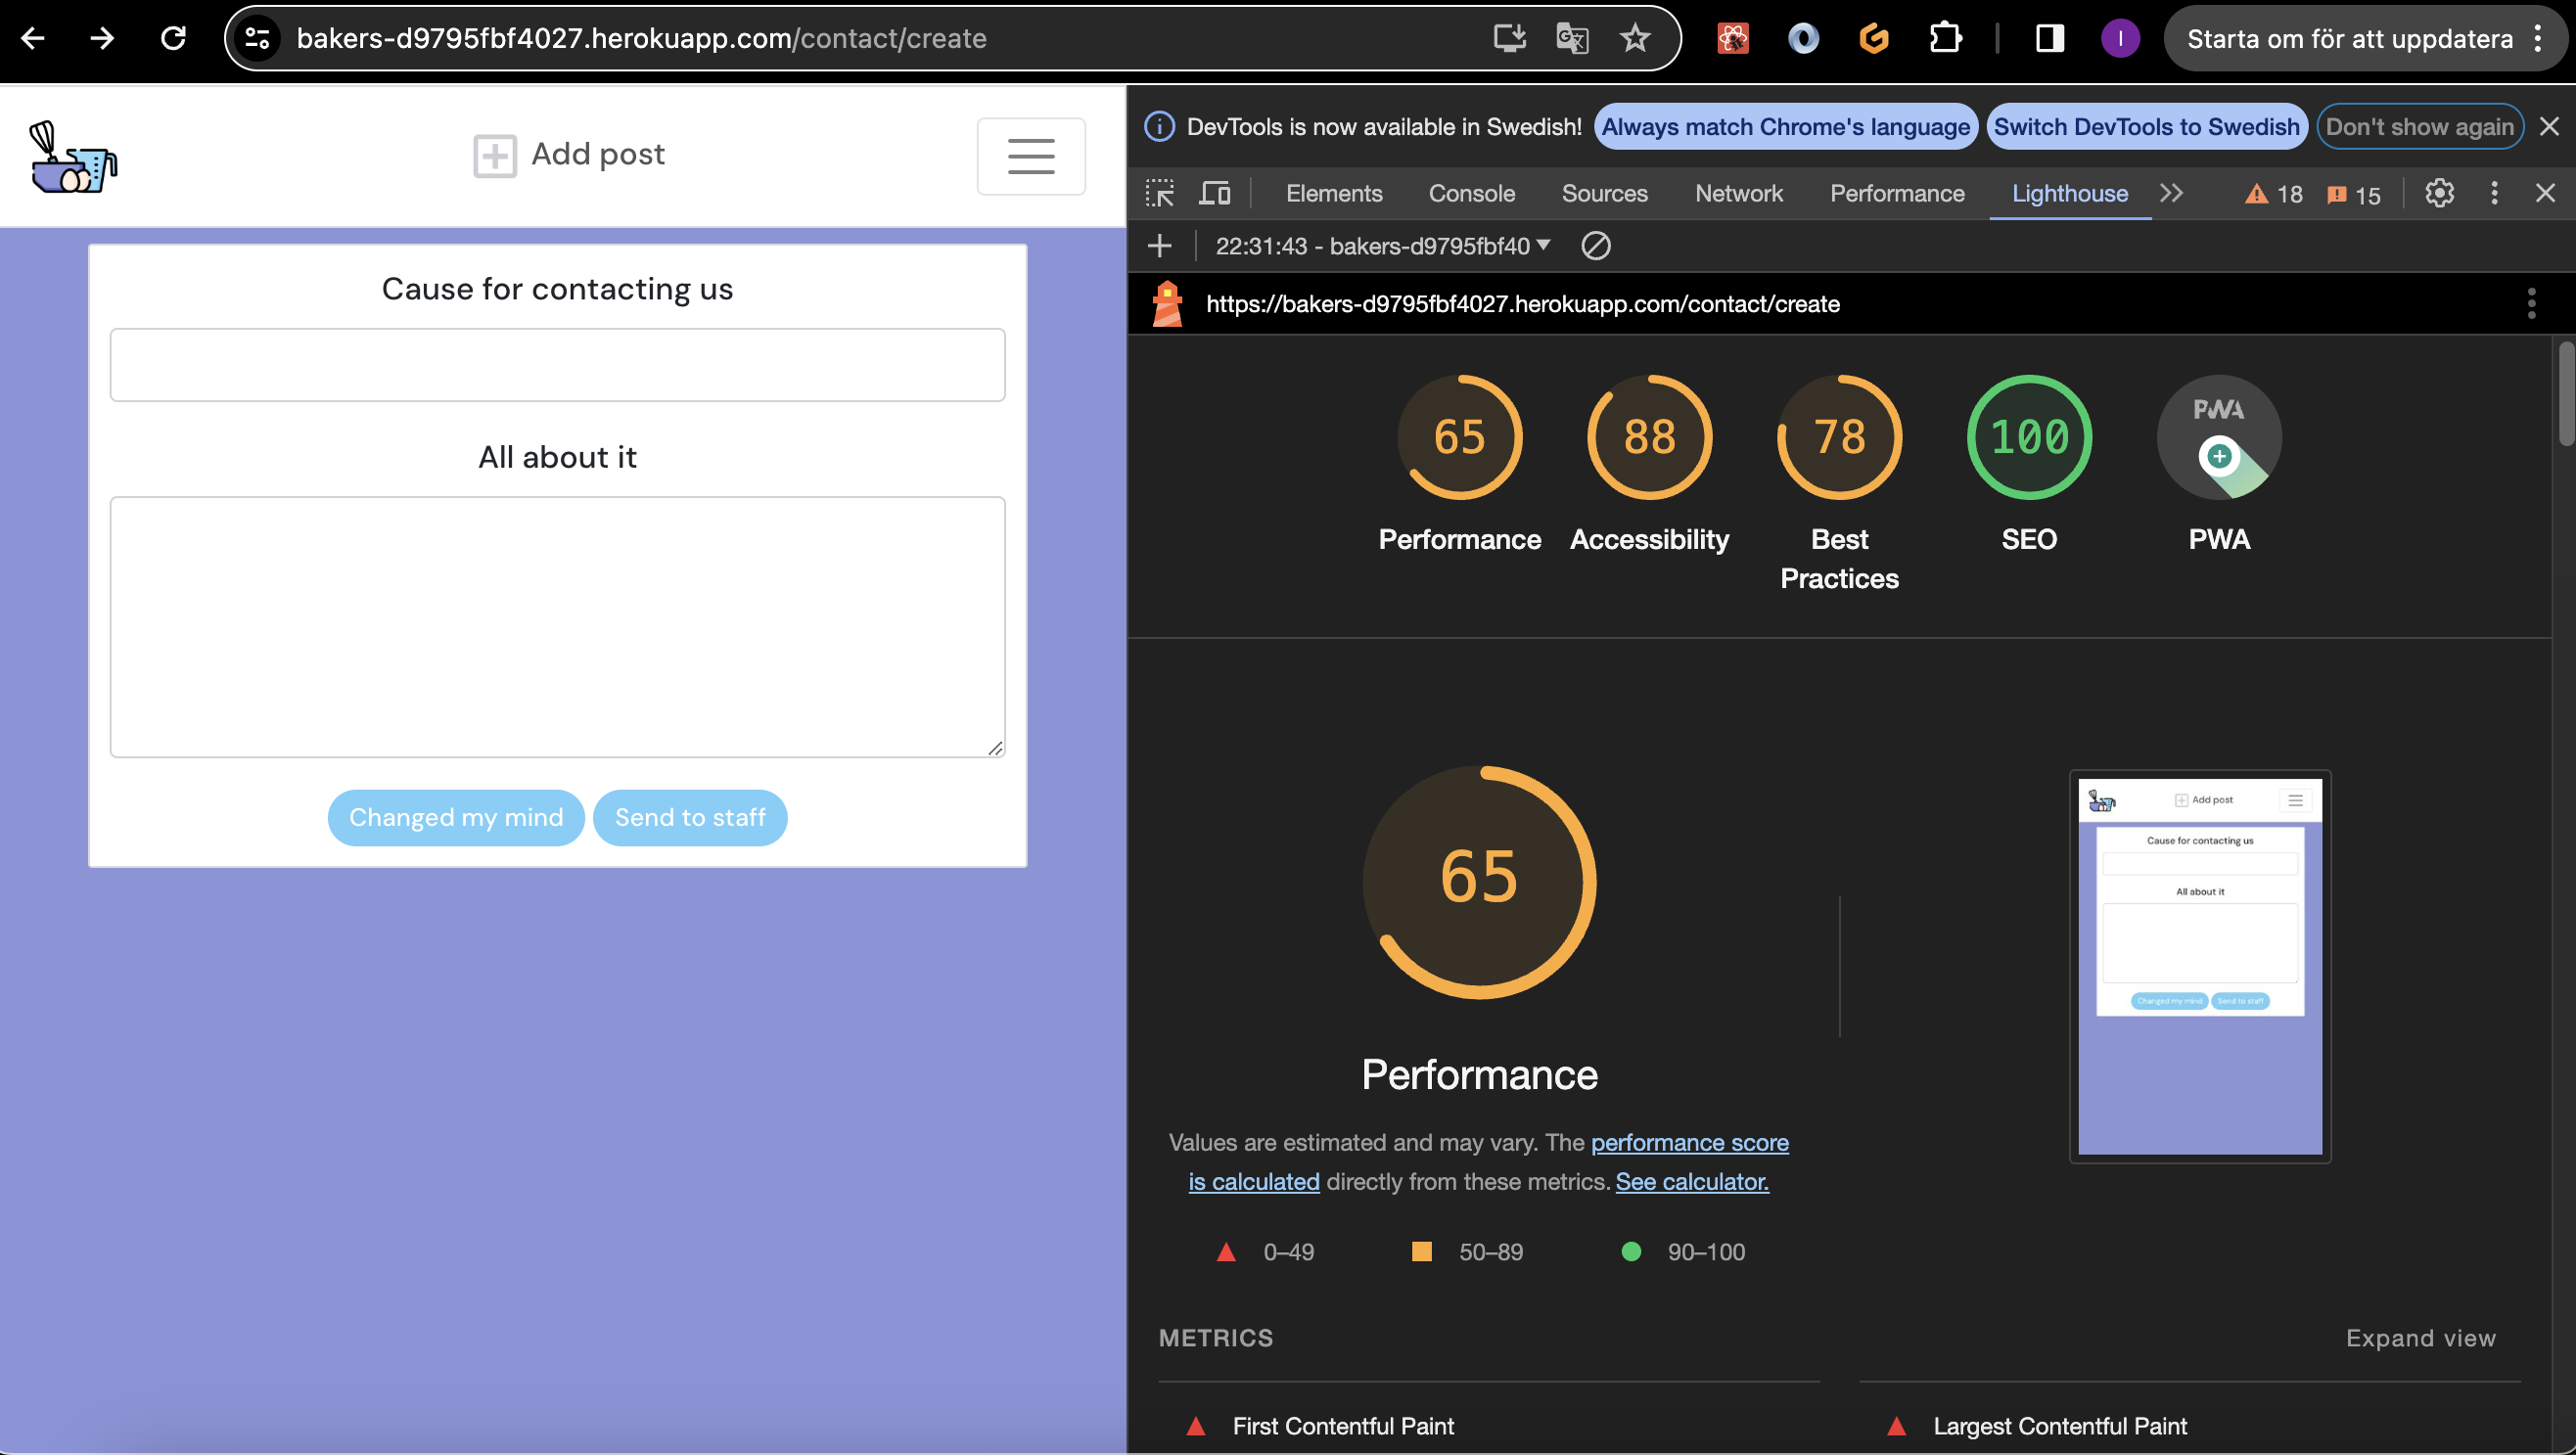 bakers-d9795fbf4027.herokuapp.com/contact/create
I
Starta om för att uppdatera
Add post
Cause for contacting us
All about it
Changed my mind
Send to staff
DevTools is now available in Swedish!
Always match Chrome's language
Switch DevTools to Swedish
Don't show again
Elements
Console
Sources
Network
Performance
Lighthouse
18
15
22:31:43 - bakers-d9795fbf40
https://bakers-d9795fbf4027.herokuapp.com/contact/create
65
88
78
100
PWA
Performance
Accessibility
Best
Practices
SEO
PWA
65
Performance
Values are estimated and may vary. The performance score
is calculated directly from these metrics. See calculator.
0–49
50–89
90–100
Add post
Cause for contacting us
All about it
Changed my mind
Send to staff
METRICS
Expand view
First Contentful Paint
Largest Contentful Paint